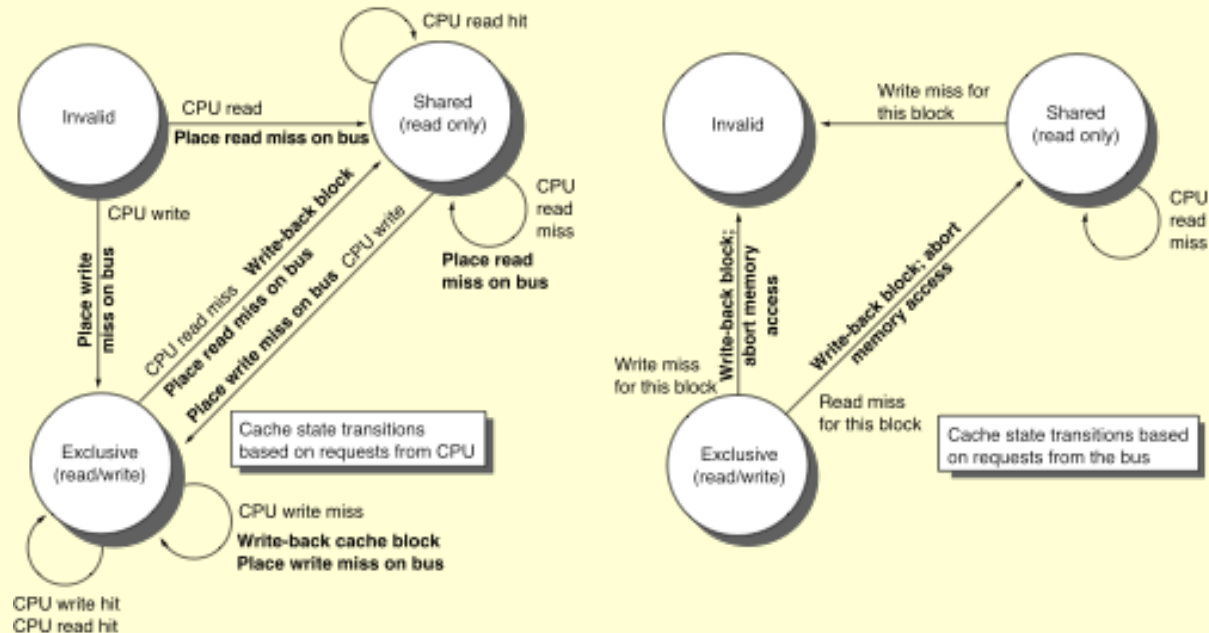 CPU read hit
Invalid
CPU read
Place read miss on bus
Shared
(read only)
CPU write
Place write
miss on bus
CPU read miss
Write-back block
Place read miss on bus
Place write miss on bus
CPU write
CPU
read
miss
Place read
miss on bus
Exclusive
(read/write)
Cache state transitions
based on requests from CPU
CPU write miss
Write-back cache block
Place write miss on bus
CPU write hit
CPU read hit
Invalid
Write miss for
this block
Shared
(read only)
CPU
read
miss
Write-back block;
abort memory
access
Write-back block; abort
memory access
Write miss
for this block
Read miss
for this block
Exclusive
(read/write)
Cache state transitions based
on requests from the bus